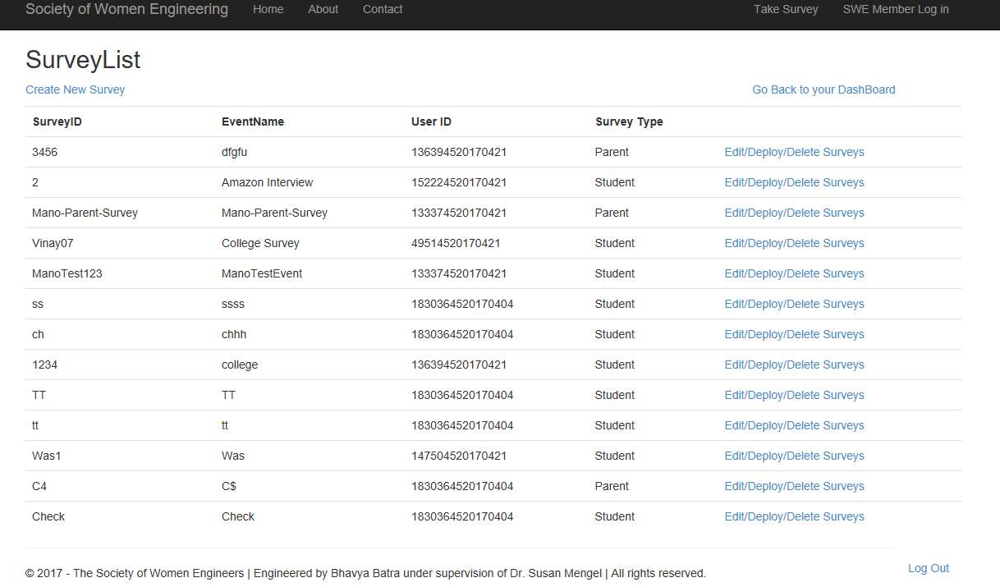 Society of Women Engineering Home About Contact Take Survey SWE Member Log in
SurveyList
Create New Survey Go Back to your DashBoard
SurveyID EventName User ID Survey Type
3456 dfgfu 136394520170421 Parent Edit/Deploy/Delete Surveys
2 Amazon Interview 152224520170421 Student Edit/Deploy/Delete Surveys
Mano-Parent-Survey Mano-Parent-Survey 133374520170421 Parent Edit/Deploy/Delete Surveys
Vinay07 College Survey 49514520170421 Student Edit/Deploy/Delete Surveys
ManoTest123 ManoTestEvent 133374520170421 Student Edit/Deploy/Delete Surveys
ss ssss 1830364520170404 Student Edit/Deploy/Delete Surveys
ch chhh 1830364520170404 Student Edit/Deploy/Delete Surveys
1234 college 136394520170421 Student Edit/Deploy/Delete Surveys
TT TT 1830364520170404 Student Edit/Deploy/Delete Surveys
tt tt 1830364520170404 Student Edit/Deploy/Delete Surveys
Was1 Was 147504520170421 Student Edit/Deploy/Delete Surveys
C4 C$ 1830364520170404 Parent Edit/Deploy/Delete Surveys
Check Check 1830364520170404 Student Edit/Deploy/Delete Surveys
© 2017 - The Society of Women Engineers | Engineered by Bhavya Batra under supervision of Dr. Susan Mengel | All rights reserved. Log Out